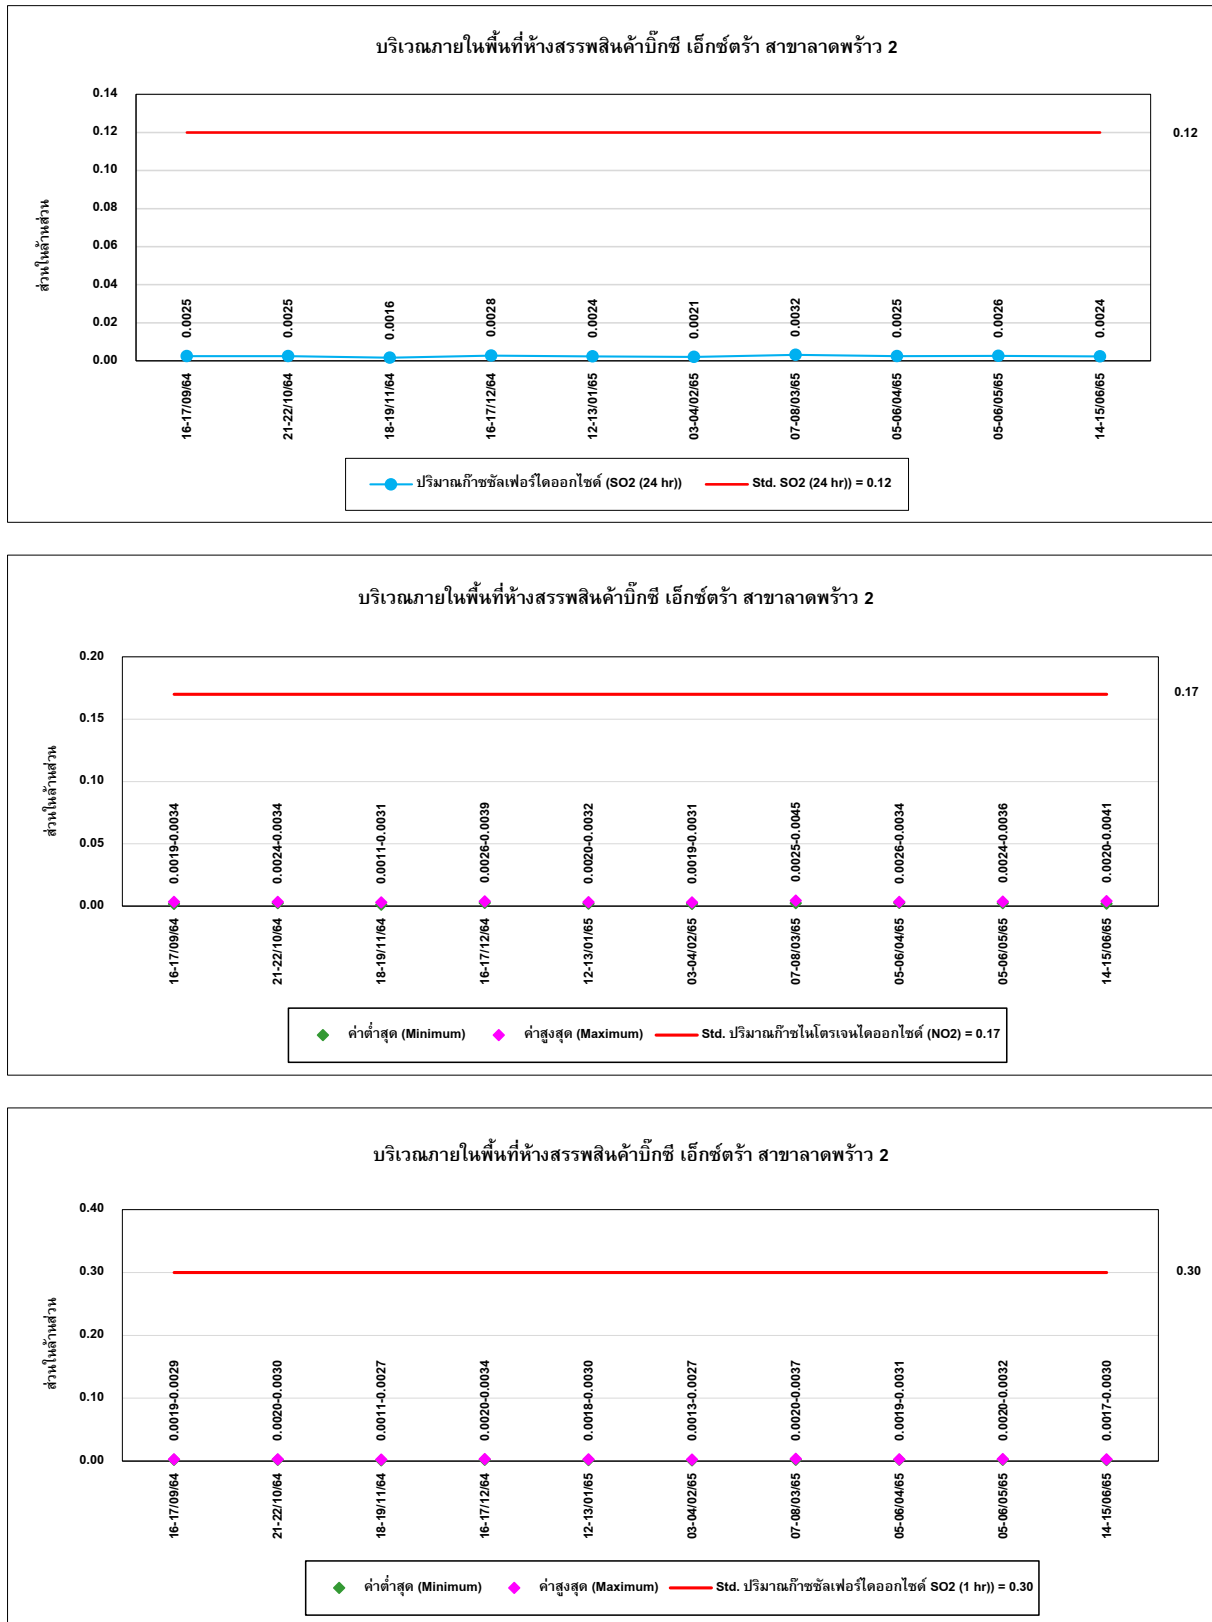 บริเวณภายในพื้นที่ห้างสรรพสินค้าบิ๊กซี เอ็กซ์ตร้า สาขาลาดพร้าว 2
ส่วนในล้านส่วน
0.14
0.12
0.10
0.08
0.06
0.04
0.02
0.00
0.12
0.0025 0.0025 0.0016 0.0028 0.0024 0.0021 0.0032 0.0025 0.0026 0.0024
16-17/09/64 21-22/10/64 18-19/11/64 16-17/12/64 12-13/01/65 03-04/02/65 07-08/03/65 05-06/04/65 05-06/05/65 14-15/06/65
ปริมาณก๊าซซัลเฟอร์ไดออกไซด์ (SO2 (24 hr)) Std. SO2 (24 hr)) = 0.12
บริเวณภายในพื้นที่ห้างสรรพสินค้าบิ๊กซี เอ็กซ์ตร้า สาขาลาดพร้าว 2
ส่วนในล้านส่วน
0.20
0.15
0.10
0.05
0.00
0.17
0.0019-0.0034 0.0024-0.0034 0.0011-0.0031 0.0026-0.0039 0.0020-0.0032 0.0019-0.0031 0.0025-0.0045 0.0026-0.0034 0.0024-0.0036 0.0020-0.0041
16-17/09/64 21-22/10/64 18-19/11/64 16-17/12/64 12-13/01/65 03-04/02/65 07-08/03/65 05-06/04/65 05-06/05/65 14-15/06/65
ค่าต่ำสุด (Minimum) ค่าสูงสุด (Maximum) Std. ปริมาณก๊าซไนโตรเจนไดออกไซด์ (NO2) = 0.17
บริเวณภายในพื้นที่ห้างสรรพสินค้าบิ๊กซี เอ็กซ์ตร้า สาขาลาดพร้าว 2
ส่วนในล้านส่วน
0.40
0.30
0.20
0.10
0.00
0.30
0.0019-0.0029 0.0020-0.0030 0.0011-0.0027 0.0020-0.0034 0.0018-0.0030 0.0013-0.0027 0.0020-0.0037 0.0019-0.0031 0.0020-0.0032 0.0017-0.0030
16-17/09/64 21-22/10/64 18-19/11/64 16-17/12/64 12-13/01/65 03-04/02/65 07-08/03/65 05-06/04/65 05-06/05/65 14-15/06/65
ค่าต่ำสุด (Minimum) ค่าสูงสุด (Maximum) Std. ปริมาณก๊าซซัลเฟอร์ไดออกไซด์ SO2 (1 hr)) = 0.30